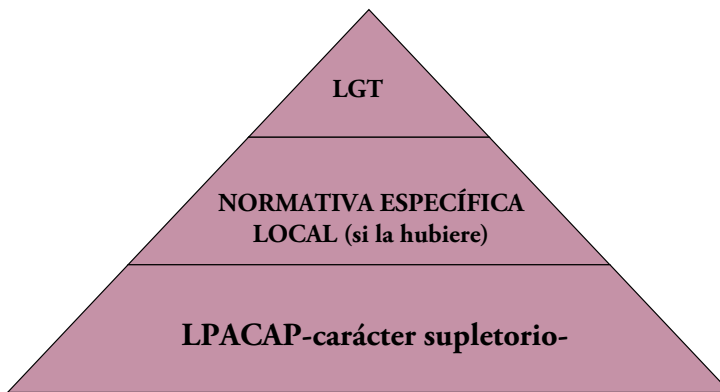 LGT
NORMATIVA ESPECÍFICA
LOCAL (si la hubiere)
LPACAP-carácter supletorio-